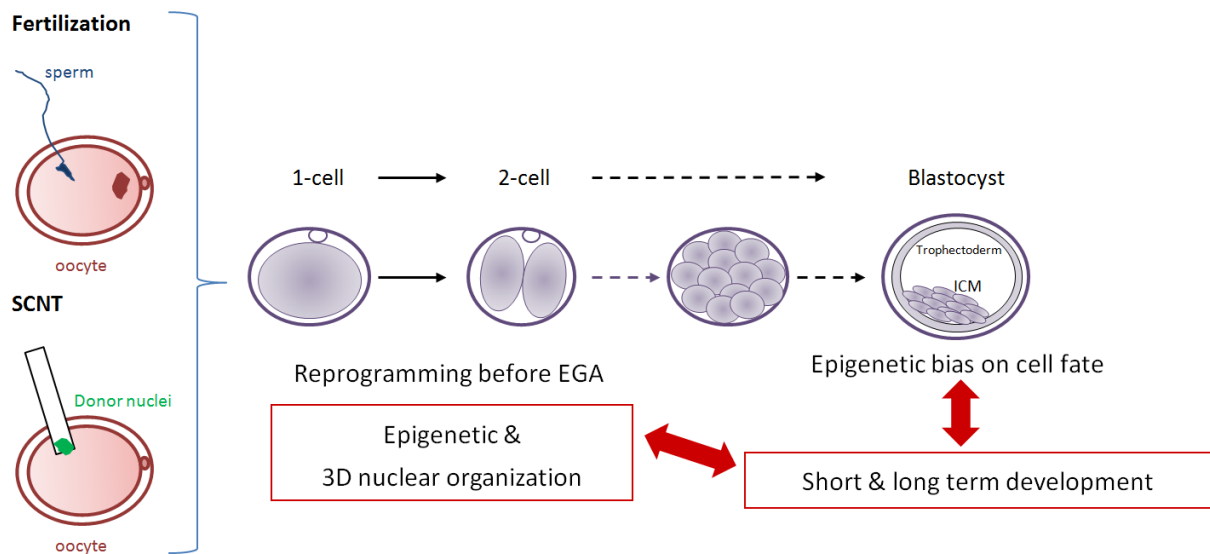 Fertilization
sperm
oocyte
SCNT
Donor nuclei
oocyte
1-cell
2-cell
Blastocyst
Trophectoderm
ICM
Reprogramming before EGA
Epigenetic bias on cell fate
Epigenetic &
3D nuclear organization
Short & long term development